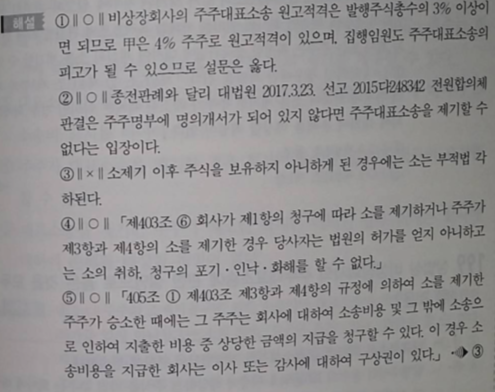 해설 ①∥○∥비상장회사의 주주대표소송 원고적격은 발행주식총수의 3% 이상이
면 되므로 甲은 4% 주주로 원고적격이 있으며, 집행임원도 주주대표소송의
피고가 될 수 있으므로 설문은 옳다.
②∥○∥종전판례와 달리 대법원 2017.3.23. 선고 2015다248342 전원합의체
판결은 주주명부에 명의개서가 되어 있지 않다면 주주대표소송을 제기할 수
없다는 입장이다.
③∥×∥소제기 이후 주식을 보유하지 아니하게 된 경우에는 소는 부적법 각
하된다.
④∥○∥「제403조 ⑥ 회사가 제1항의 청구에 따라 소를 제기하거나 주주가
제3항과 제4항의 소를 제기한 경우 당사자는 법원의 허가를 얻지 아니하고
는 소의 취하, 청구의 포기·인낙·화해를 할 수 없다.」
⑤∥○∥「405조 ① 제403조 제3항과 제4항의 규정에 의하여 소를 제기한
주주가 승소한 때에는 그 주주는 회사에 대하여 소송비용 및 그 밖에 소송으
로 인하여 지출한 비용 중 상당한 금액의 지급을 청구할 수 있다. 이 경우 소
송비용을 지급한 회사는 이사 또는 감사에 대하여 구상권이 있다.」 ③